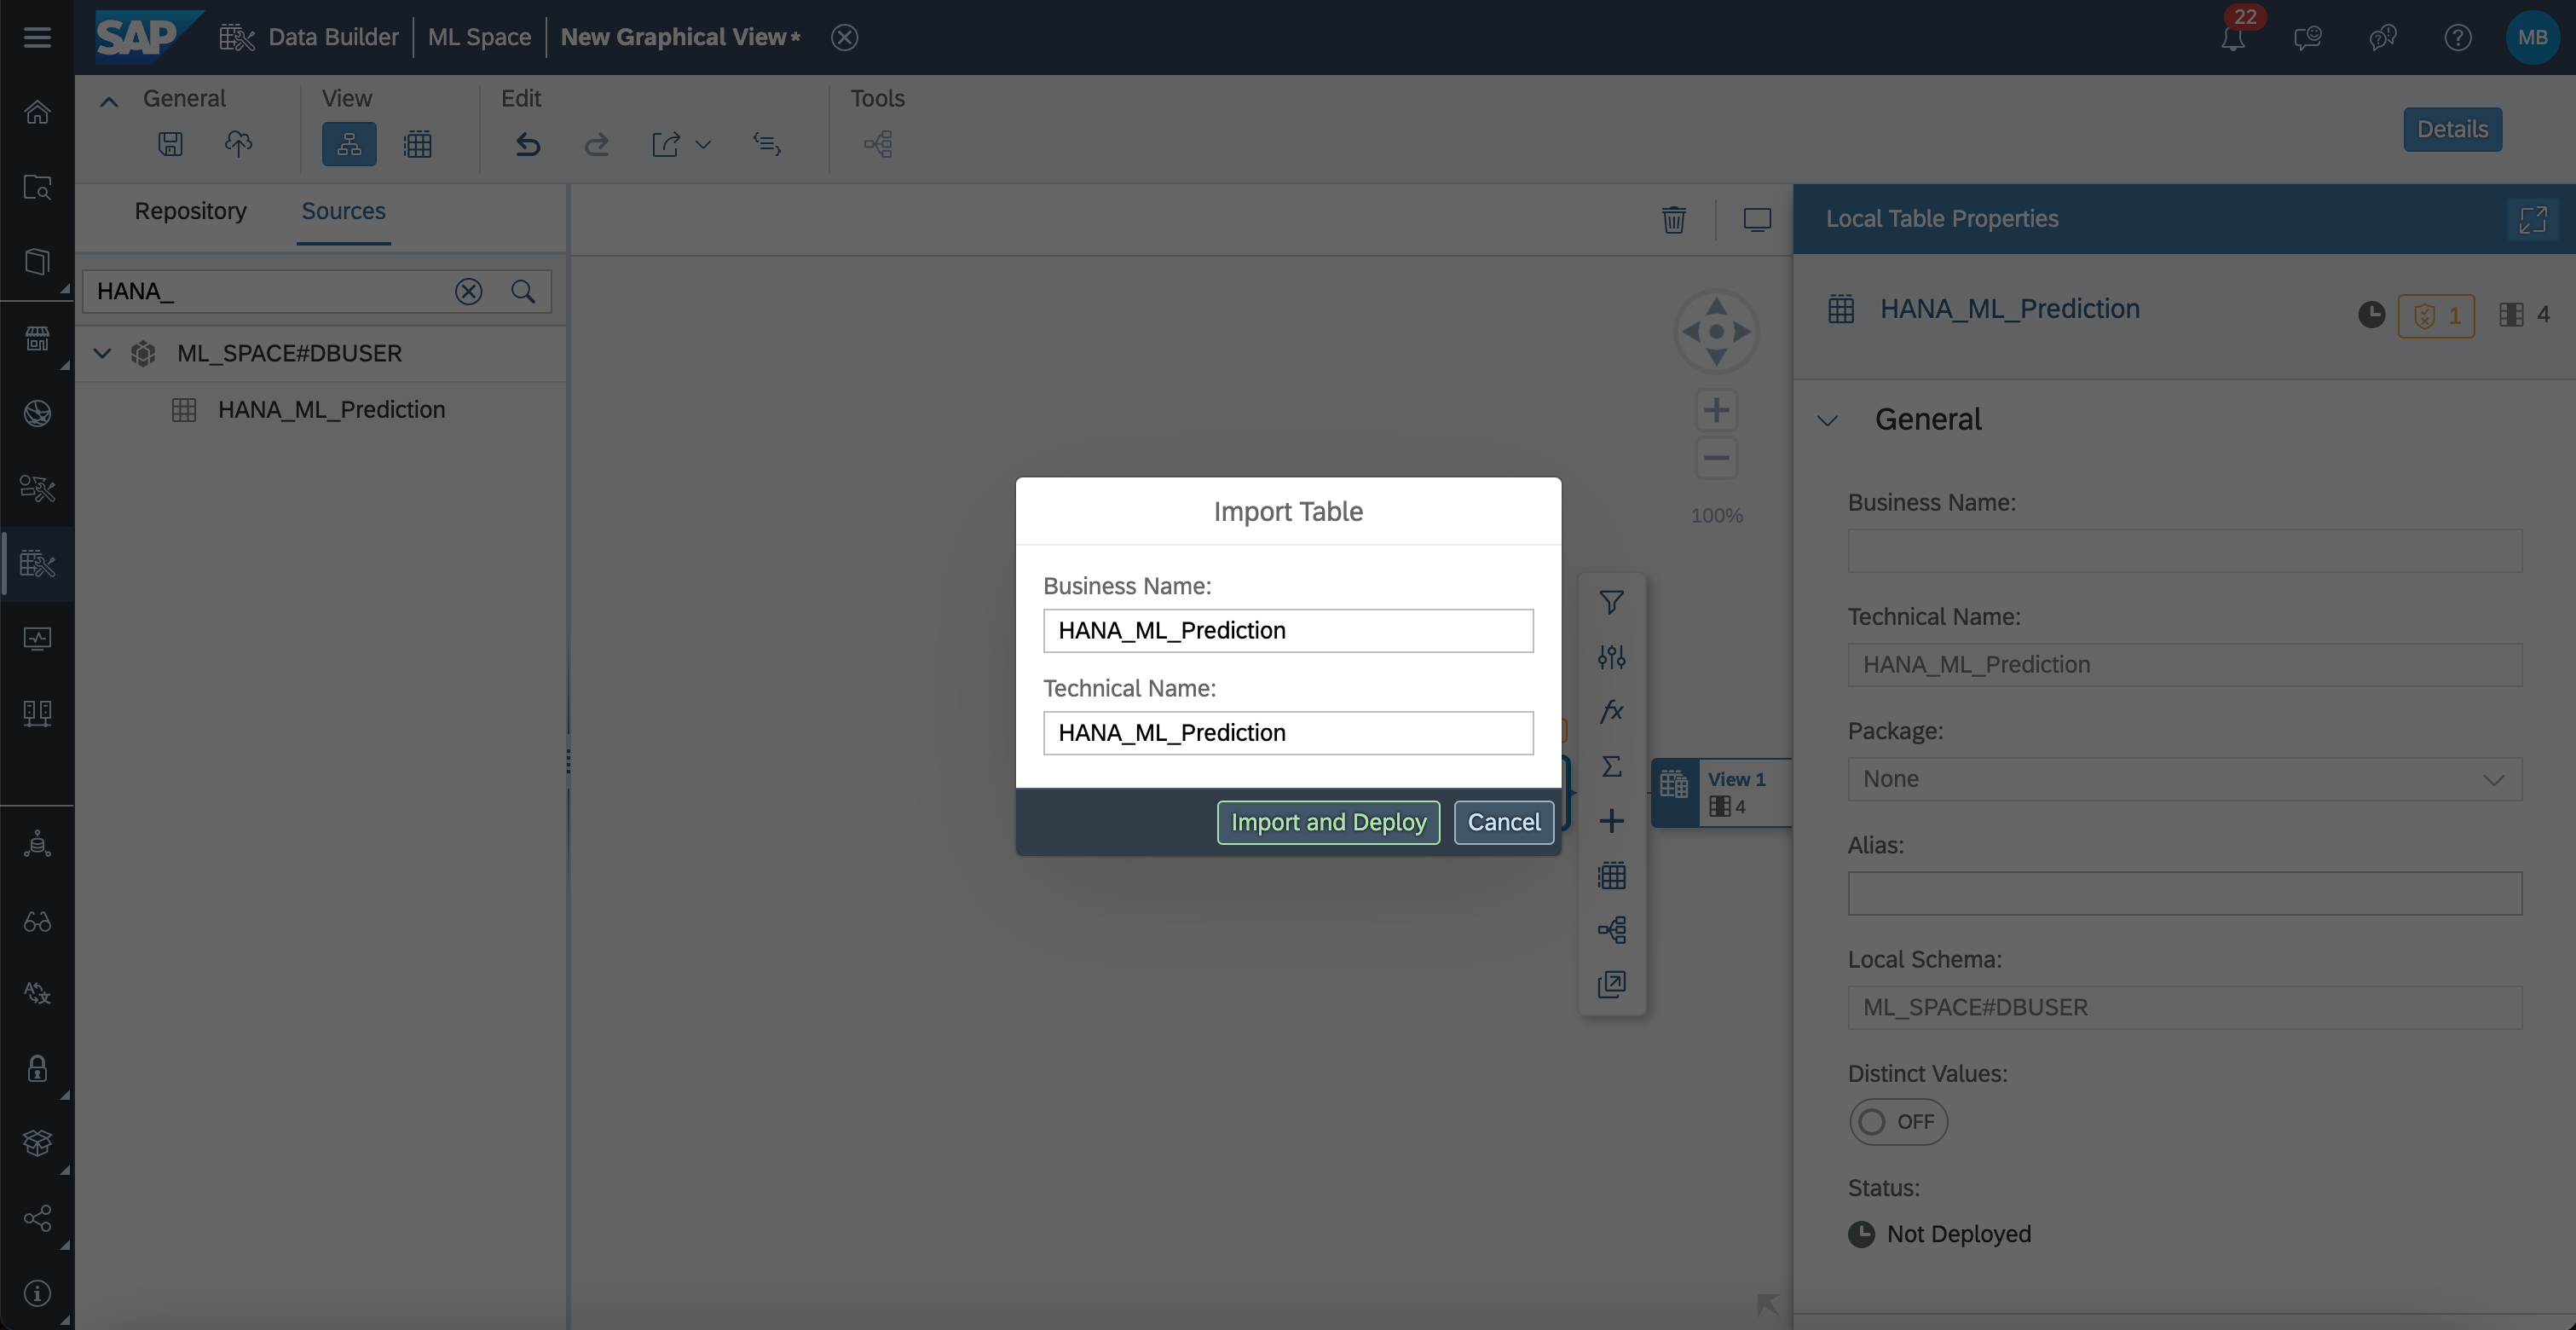 SAP
Data Builder
ML Space
New Graphical View*
22
MB
General
View
Edit
Tools
Details
Repository
Sources
HANA_
ML_SPACE#DBUSER
HANA_ML_Prediction
100%
View 1
4
Import Table
Business Name:
HANA_ML_Prediction
Technical Name:
HANA_ML_Prediction
Import and Deploy
Cancel
Local Table Properties
HANA_ML_Prediction
1
4
General
Business Name:
Technical Name:
HANA_ML_Prediction
Package:
None
Alias:
Local Schema:
ML_SPACE#DBUSER
Distinct Values:
OFF
Status:
Not Deployed